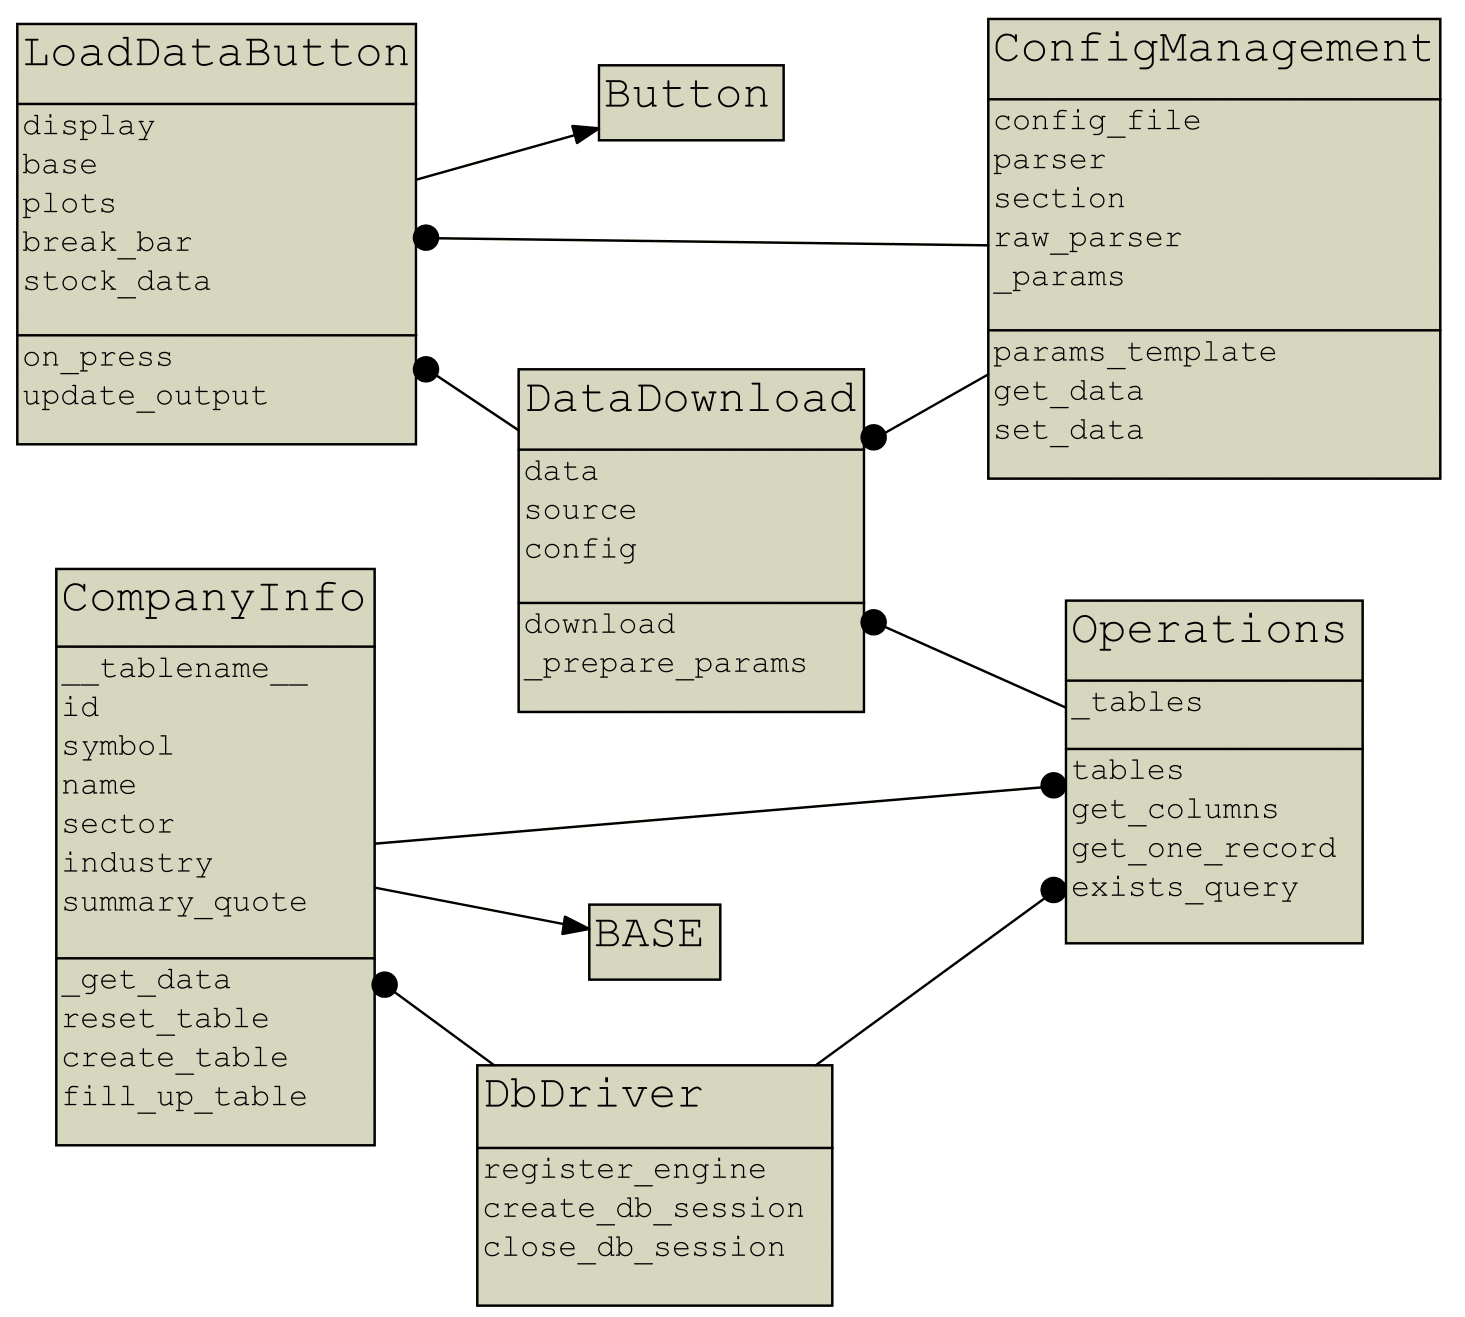 LoadDataButton
display
base
plots
break_bar
stock_data
on_press
update_output
Button
ConfigManagement
config_file
parser
section
raw_parser
_params
params_template
get_data
set_data
DataDownload
data
source
config
download
_prepare_params
CompanyInfo
__tablename__
id
symbol
name
sector
industry
summary_quote
_get_data
reset_table
create_table
fill_up_table
Operations
_tables
tables
get_columns
get_one_record
exists_query
BASE
DbDriver
register_engine
create_db_session
close_db_session